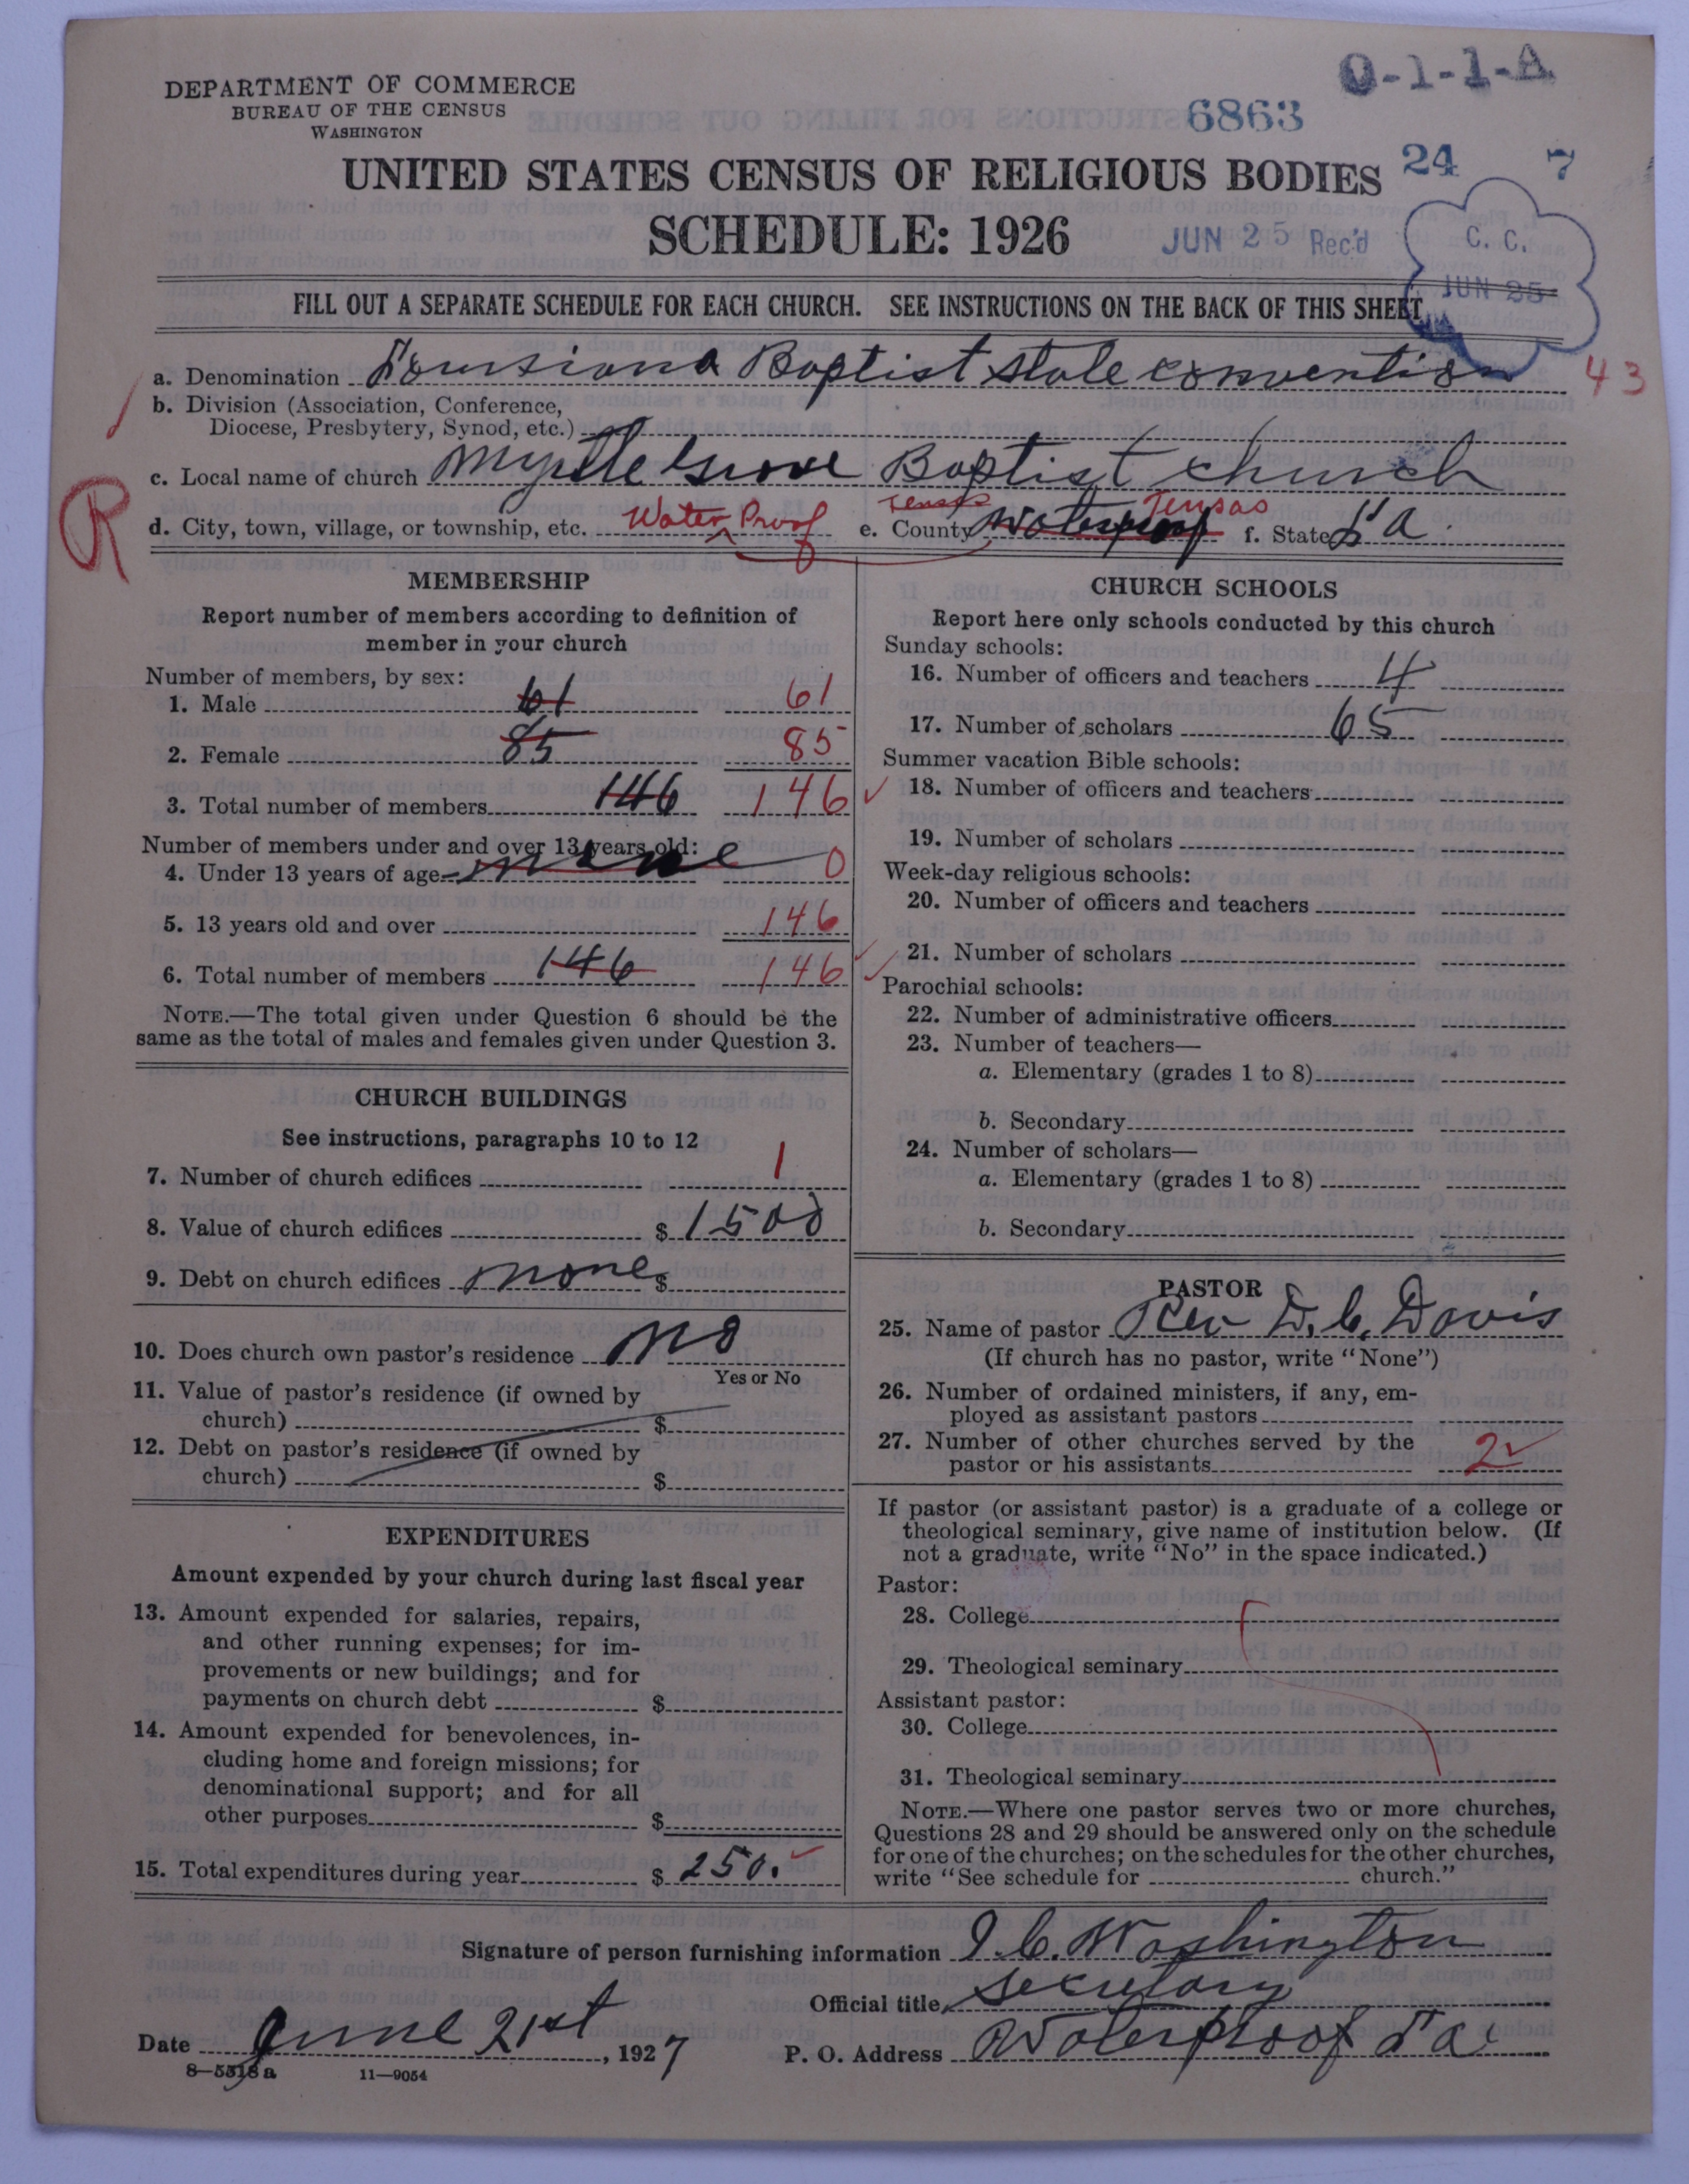 DEPARTMENT OF COMMERCE
BUREAU OF THE CENSUS
WASHINGTON
0-1-1-A
6863
UNITED STATES CENSUS OF RELIGIOUS BODIES
24 7
SCHEDULE: 1926
JUN 25 Rec'd
C. C.
JUN 25
FILL OUT A SEPARATE SCHEDULE FOR EACH CHURCH. SEE INSTRUCTIONS ON THE BACK OF THIS SHEET
a. Denomination Louisiana Baptist State convention
43
b. Division (Association, Conference,
Diocese, Presbytery, Synod, etc.)
c. Local name of church Myrtle Grove Baptist church
R
d. City, town, village, or township, etc. Water Proof e. County Tensas Waterproof Tensas f. State La.
MEMBERSHIP
Report number of members according to definition of
member in your church
Number of members, by sex:
1. Male 61 61
2. Female 85 85
3. Total number of members 146 146
Number of members under and over 13 years old:
4. Under 13 years of age none 0
5. 13 years old and over 146
6. Total number of members 146 146
NOTE.—The total given under Question 6 should be the
same as the total of males and females given under Question 3.
CHURCH BUILDINGS
See instructions, paragraphs 10 to 12
7. Number of church edifices 1
8. Value of church edifices $ 1500
9. Debt on church edifices none $
10. Does church own pastor's residence no
Yes or No
11. Value of pastor's residence (if owned by
church) $
12. Debt on pastor's residence (if owned by
church) $
EXPENDITURES
Amount expended by your church during last fiscal year
13. Amount expended for salaries, repairs,
and other running expenses; for im-
provements or new buildings; and for
payments on church debt $
14. Amount expended for benevolences, in-
cluding home and foreign missions; for
denominational support; and for all
other purposes $
15. Total expenditures during year $ 250.
CHURCH SCHOOLS
Report here only schools conducted by this church
Sunday schools:
16. Number of officers and teachers 4
17. Number of scholars 65
Summer vacation Bible schools:
18. Number of officers and teachers
19. Number of scholars
Week-day religious schools:
20. Number of officers and teachers
21. Number of scholars
Parochial schools:
22. Number of administrative officers
23. Number of teachers—
a. Elementary (grades 1 to 8)
b. Secondary
24. Number of scholars—
a. Elementary (grades 1 to 8)
b. Secondary
PASTOR
25. Name of pastor Rev D. C. Davis
(If church has no pastor, write "None")
26. Number of ordained ministers, if any, em-
ployed as assistant pastors
27. Number of other churches served by the
pastor or his assistants 2
If pastor (or assistant pastor) is a graduate of a college or
theological seminary, give name of institution below. (If
not a graduate, write "No" in the space indicated.)
Pastor:
28. College
29. Theological seminary
Assistant pastor:
30. College
31. Theological seminary
NOTE.—Where one pastor serves two or more churches,
Questions 28 and 29 should be answered only on the schedule
for one of the churches; on the schedules for the other churches,
write "See schedule for church."
Signature of person furnishing information I. C. Washington
Official title Secretary
Date June 21st, 1927
P. O. Address Waterproof La.
8—5518 a 11—9054